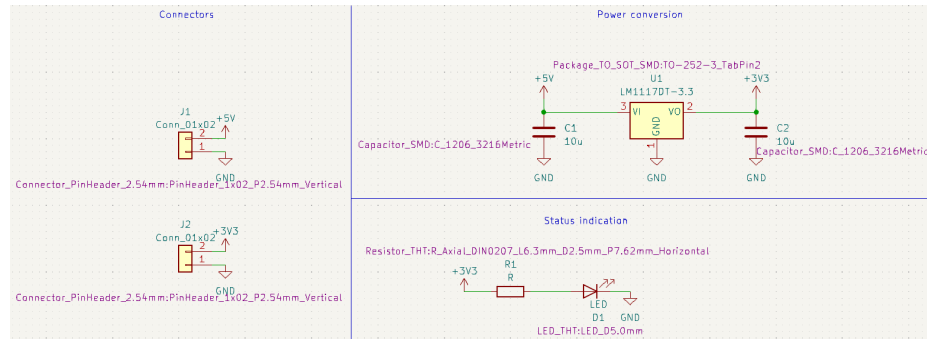 Connectors
J1
Conn_01x02
+5V
2
1
GND
Connector_PinHeader_2.54mm:PinHeader_1x02_P2.54mm_Vertical
J2
Conn_01x02
+3V3
2
1
GND
Connector_PinHeader_2.54mm:PinHeader_1x02_P2.54mm_Vertical
Power conversion
Package_TO_SOT_SMD:TO-252-3_TabPin2
+5V
U1
+3V3
LM1117DT-3.3
3 VI VO 2
GND
1
C1
10u
C2
10u
Capacitor_SMD:C_1206_3216Metric
Capacitor_SMD:C_1206_3216Metric
GND
GND
GND
Status indication
Resistor_THT:R_Axial_DIN0207_L6.3mm_D2.5mm_P7.62mm_Horizontal
+3V3
R1
R
LED
D1
GND
LED_THT:LED_D5.0mm